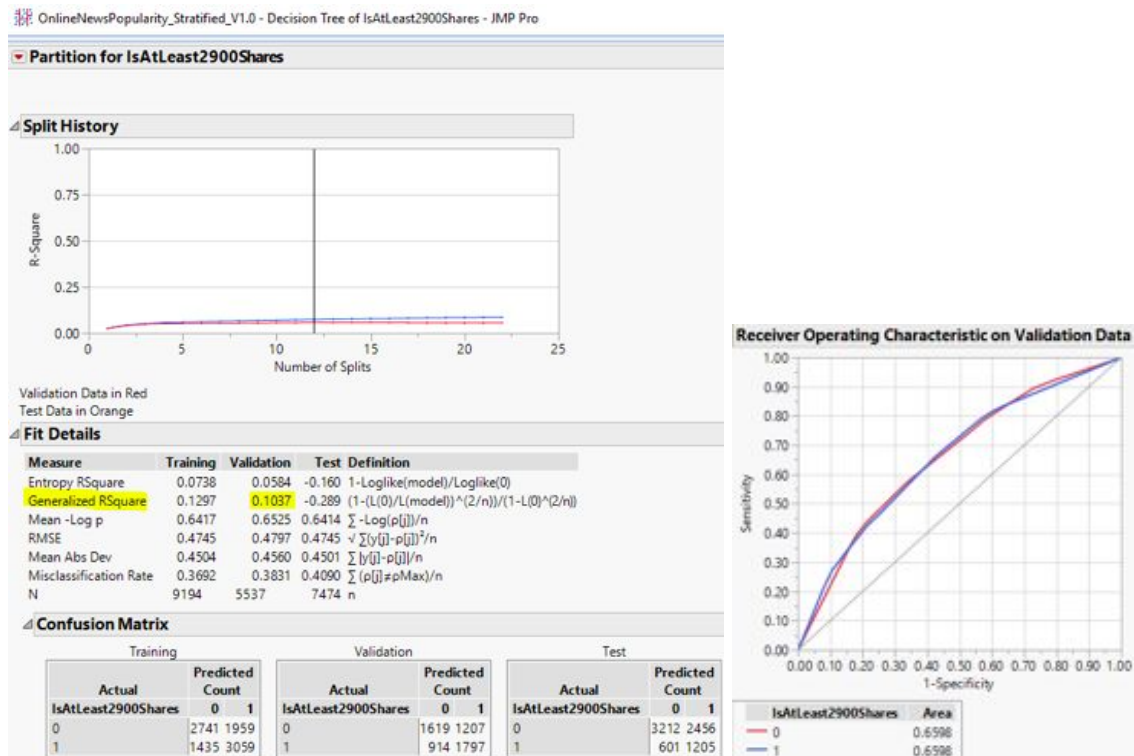 OnlineNewsPopularity_Stratified_V1.0 - Decision Tree of IsAtLeast2900Shares - JMP Pro
Partition for IsAtLeast2900Shares
Split History
1.00
0.75
0.50
0.25
0.00
R-Square
0 5 10 15 20 25
Number of Splits
Validation Data in Red
Test Data in Orange
Fit Details
Measure Training Validation Test Definition
Entropy RSquare 0.0738 0.0584 -0.160 1-Loglike(model)/Loglike(0)
Generalized RSquare 0.1297 0.1037 -0.289 (1-(L(0)/L(model))^(2/n))/(1-L(0)^(2/n))
Mean -Log p 0.6417 0.6525 0.6414 ∑ -Log(ρ[j])/n
RMSE 0.4745 0.4797 0.4745 √ ∑(y[j]-ρ[j])²/n
Mean Abs Dev 0.4504 0.4560 0.4501 ∑ |y[j]-ρ[j]|/n
Misclassification Rate 0.3692 0.3831 0.4090 ∑ (ρ[j]≠ρMax)/n
N 9194 5537 7474 n
Confusion Matrix
Training
Actual Predicted Count
IsAtLeast2900Shares 0 1
0 2741 1959
1 1435 3059
Validation
Actual Predicted Count
IsAtLeast2900Shares 0 1
0 1619 1207
1 914 1797
Test
Actual Predicted Count
IsAtLeast2900Shares 0 1
0 3212 2456
1 601 1205
Receiver Operating Characteristic on Validation Data
1.00
0.90
0.80
0.70
0.60
0.50
0.40
0.30
0.20
0.10
0.00
Sensitivity
0.00 0.10 0.20 0.30 0.40 0.50 0.60 0.70 0.80 0.90 1.00
1-Specificity
IsAtLeast2900Shares Area
0 0.6598
1 0.6598